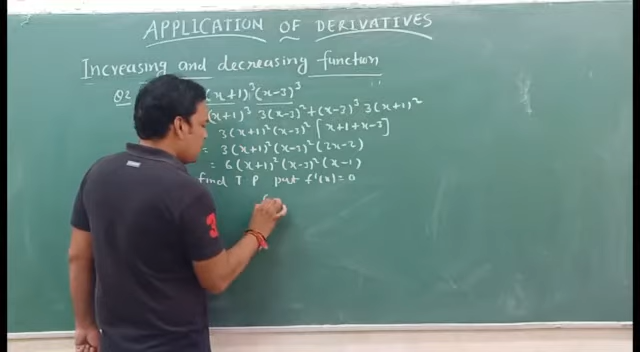 APPLICATION OF DERIVATIVES
Increasing and decreasing function
Q2 (x+1)³(x-3)³
(x+1)³ 3(x-3)² + (x-3)³ 3(x+1)²
3(x+1)²(x-3)² [x+1+x-3]
= 3(x+1)²(x-3)²(2x-2)
= 6(x+1)²(x-3)²(x-1)
find T P put f'(x)=0
3